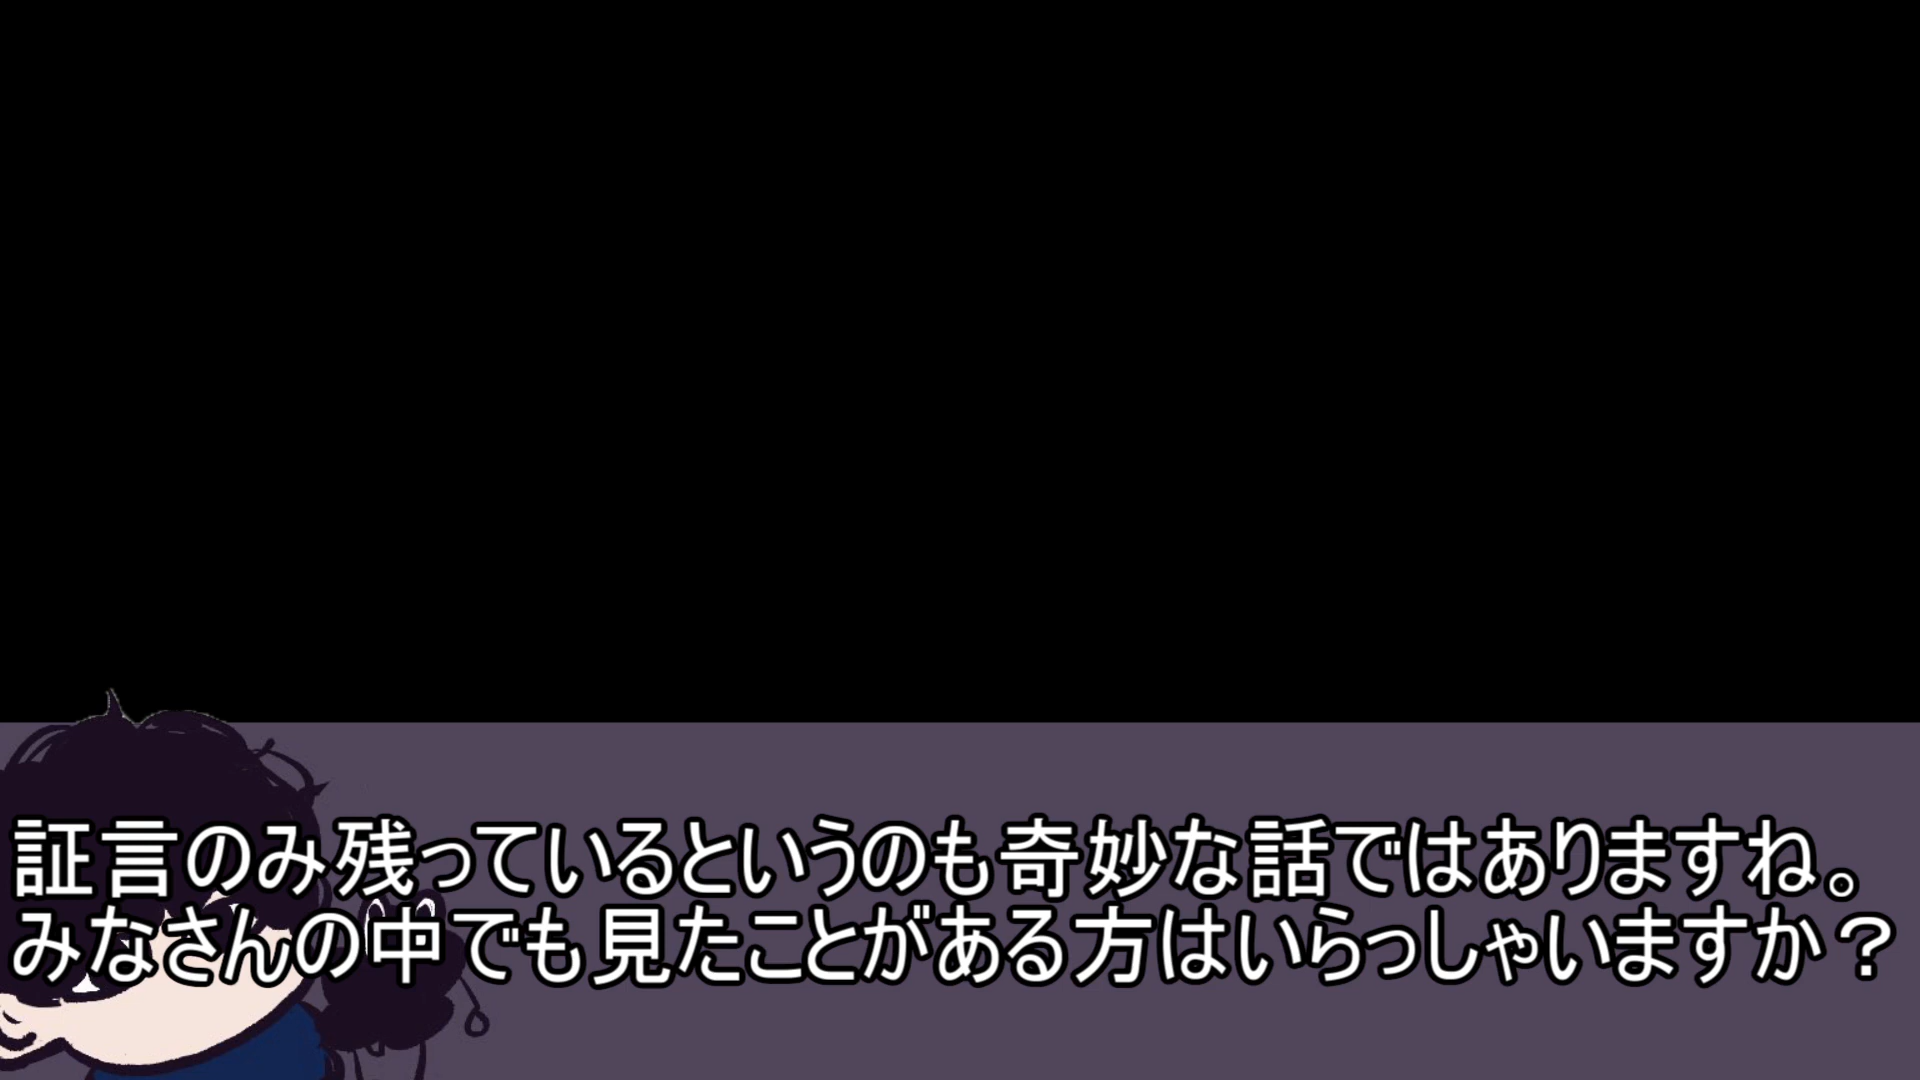 証言のみ残っているというのも奇妙な話ではありますね。
みなさんの中でも見たことがある方はいらっしゃいますか？